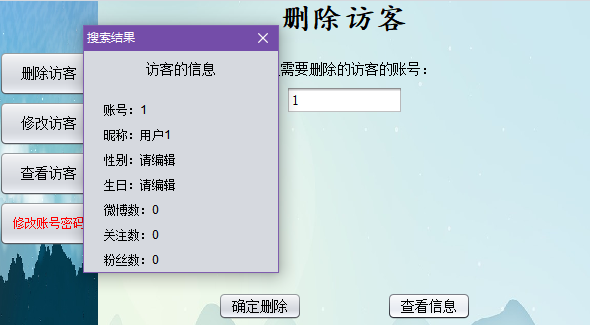 删除访客
搜索结果
访客的信息
需要删除的访客的账号：
1
账号：1
昵称：用户1
性别：请编辑
生日：请编辑
微博数：0
关注数：0
粉丝数：0
删除访客
修改访客
查看访客
修改账号密码
确定删除
查看信息